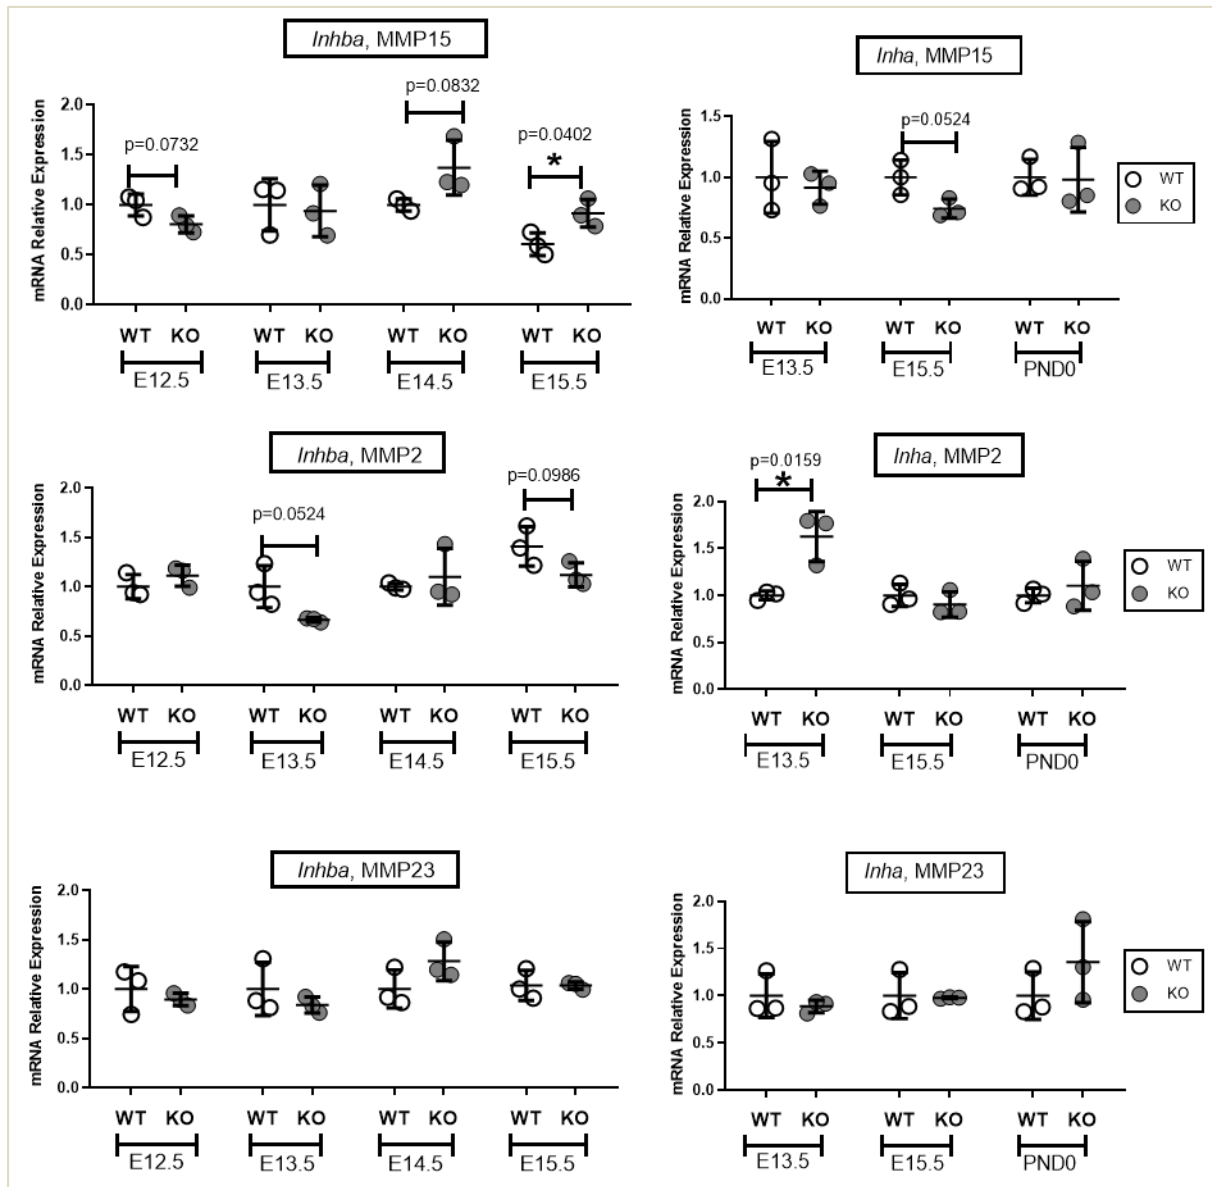 Inhba, MMP15
mRNA Relative Expression
2.0
1.5
1.0
0.5
0.0
p=0.0732
p=0.0832
p=0.0402
*
WT KO WT KO WT KO WT KO
E12.5 E13.5 E14.5 E15.5
Inha, MMP15
mRNA Relative Expression
1.5
1.0
0.5
0.0
p=0.0524
WT KO WT KO WT KO
E13.5 E15.5 PND0
WT
KO
Inhba, MMP2
mRNA Relative Expression
2.0
1.5
1.0
0.5
0.0
p=0.0524
p=0.0986
WT KO WT KO WT KO WT KO
E12.5 E13.5 E14.5 E15.5
Inha, MMP2
mRNA Relative Expression
2.0
1.5
1.0
0.5
0.0
p=0.0159
*
WT KO WT KO WT KO
E13.5 E15.5 PND0
WT
KO
Inhba, MMP23
mRNA Relative Expression
2.0
1.5
1.0
0.5
0.0
WT KO WT KO WT KO WT KO
E12.5 E13.5 E14.5 E15.5
Inha, MMP23
mRNA Relative Expression
2.0
1.5
1.0
0.5
0.0
WT KO WT KO WT KO
E13.5 E15.5 PND0
WT
KO